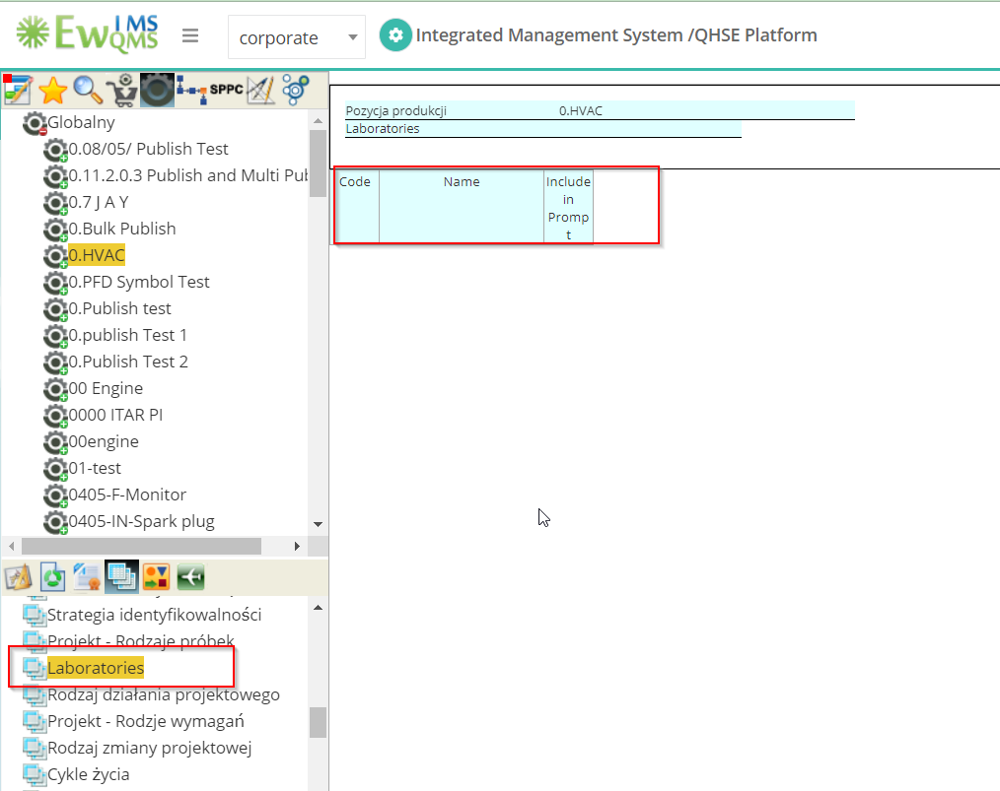 EwQMS IMS
corporate
Integrated Management System /QHSE Platform
SPPC
Globalny
0.08/05/ Publish Test
0.11.2.0.3 Publish and Multi Pub
0.7 J A Y
0.Bulk Publish
0.HVAC
0.PFD Symbol Test
0.Publish test
0.publish Test 1
0.Publish Test 2
00 Engine
0000 ITAR PI
00engine
01-test
0405-F-Monitor
0405-IN-Spark plug
Strategia identyfikowalności
Projekt - Rodzaje próbek
Laboratories
Rodzaj działania projektowego
Projekt - Rodzje wymagań
Rodzaj zmiany projektowej
Cykle życia
Pozycja produkcji 0.HVAC
Laboratories
Code Name Include
in
Promp
t